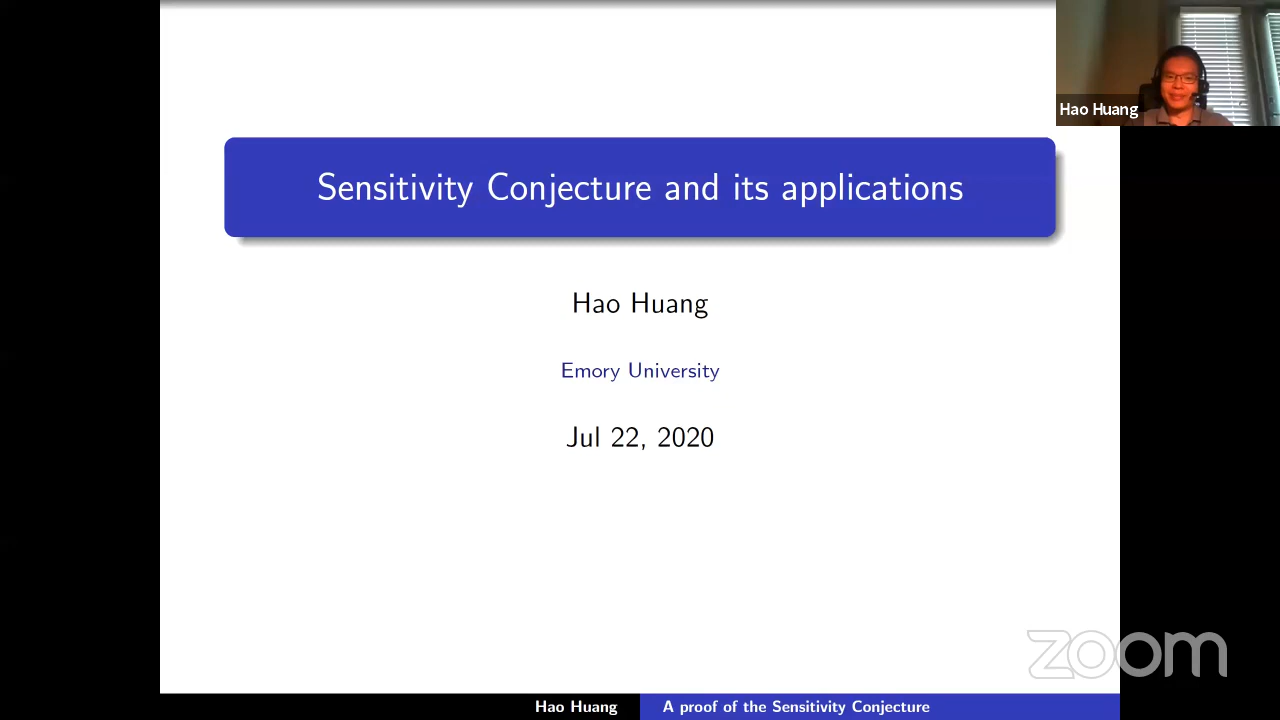 Hao Huang
Sensitivity Conjecture and its applications
Hao Huang
Emory University
Jul 22, 2020
zoom
Hao Huang
A proof of the Sensitivity Conjecture